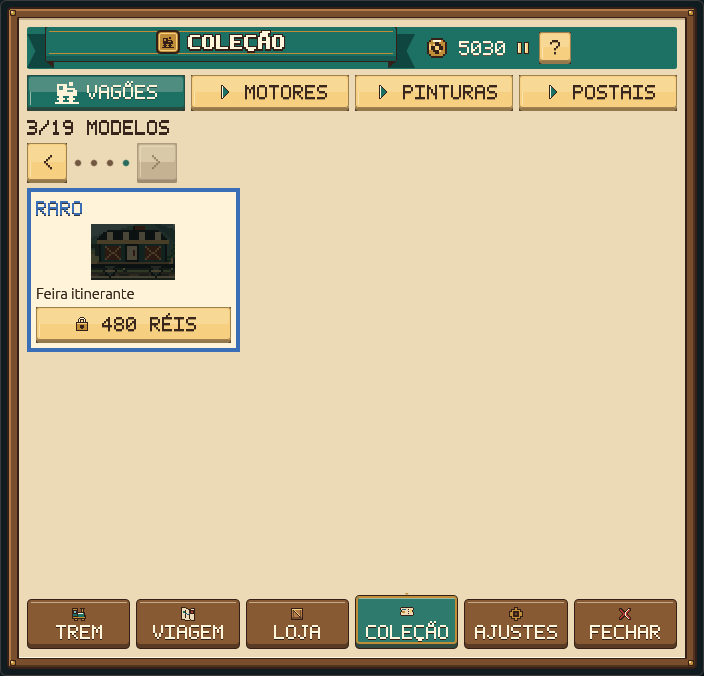 COLEÇÃO
5030
?
VAGÕES
MOTORES
PINTURAS
POSTAIS
3/19 MODELOS
<
>
RARO
Feira itinerante
480 RÉIS
TREM
VIAGEM
LOJA
COLEÇÃO
AJUSTES
FECHAR